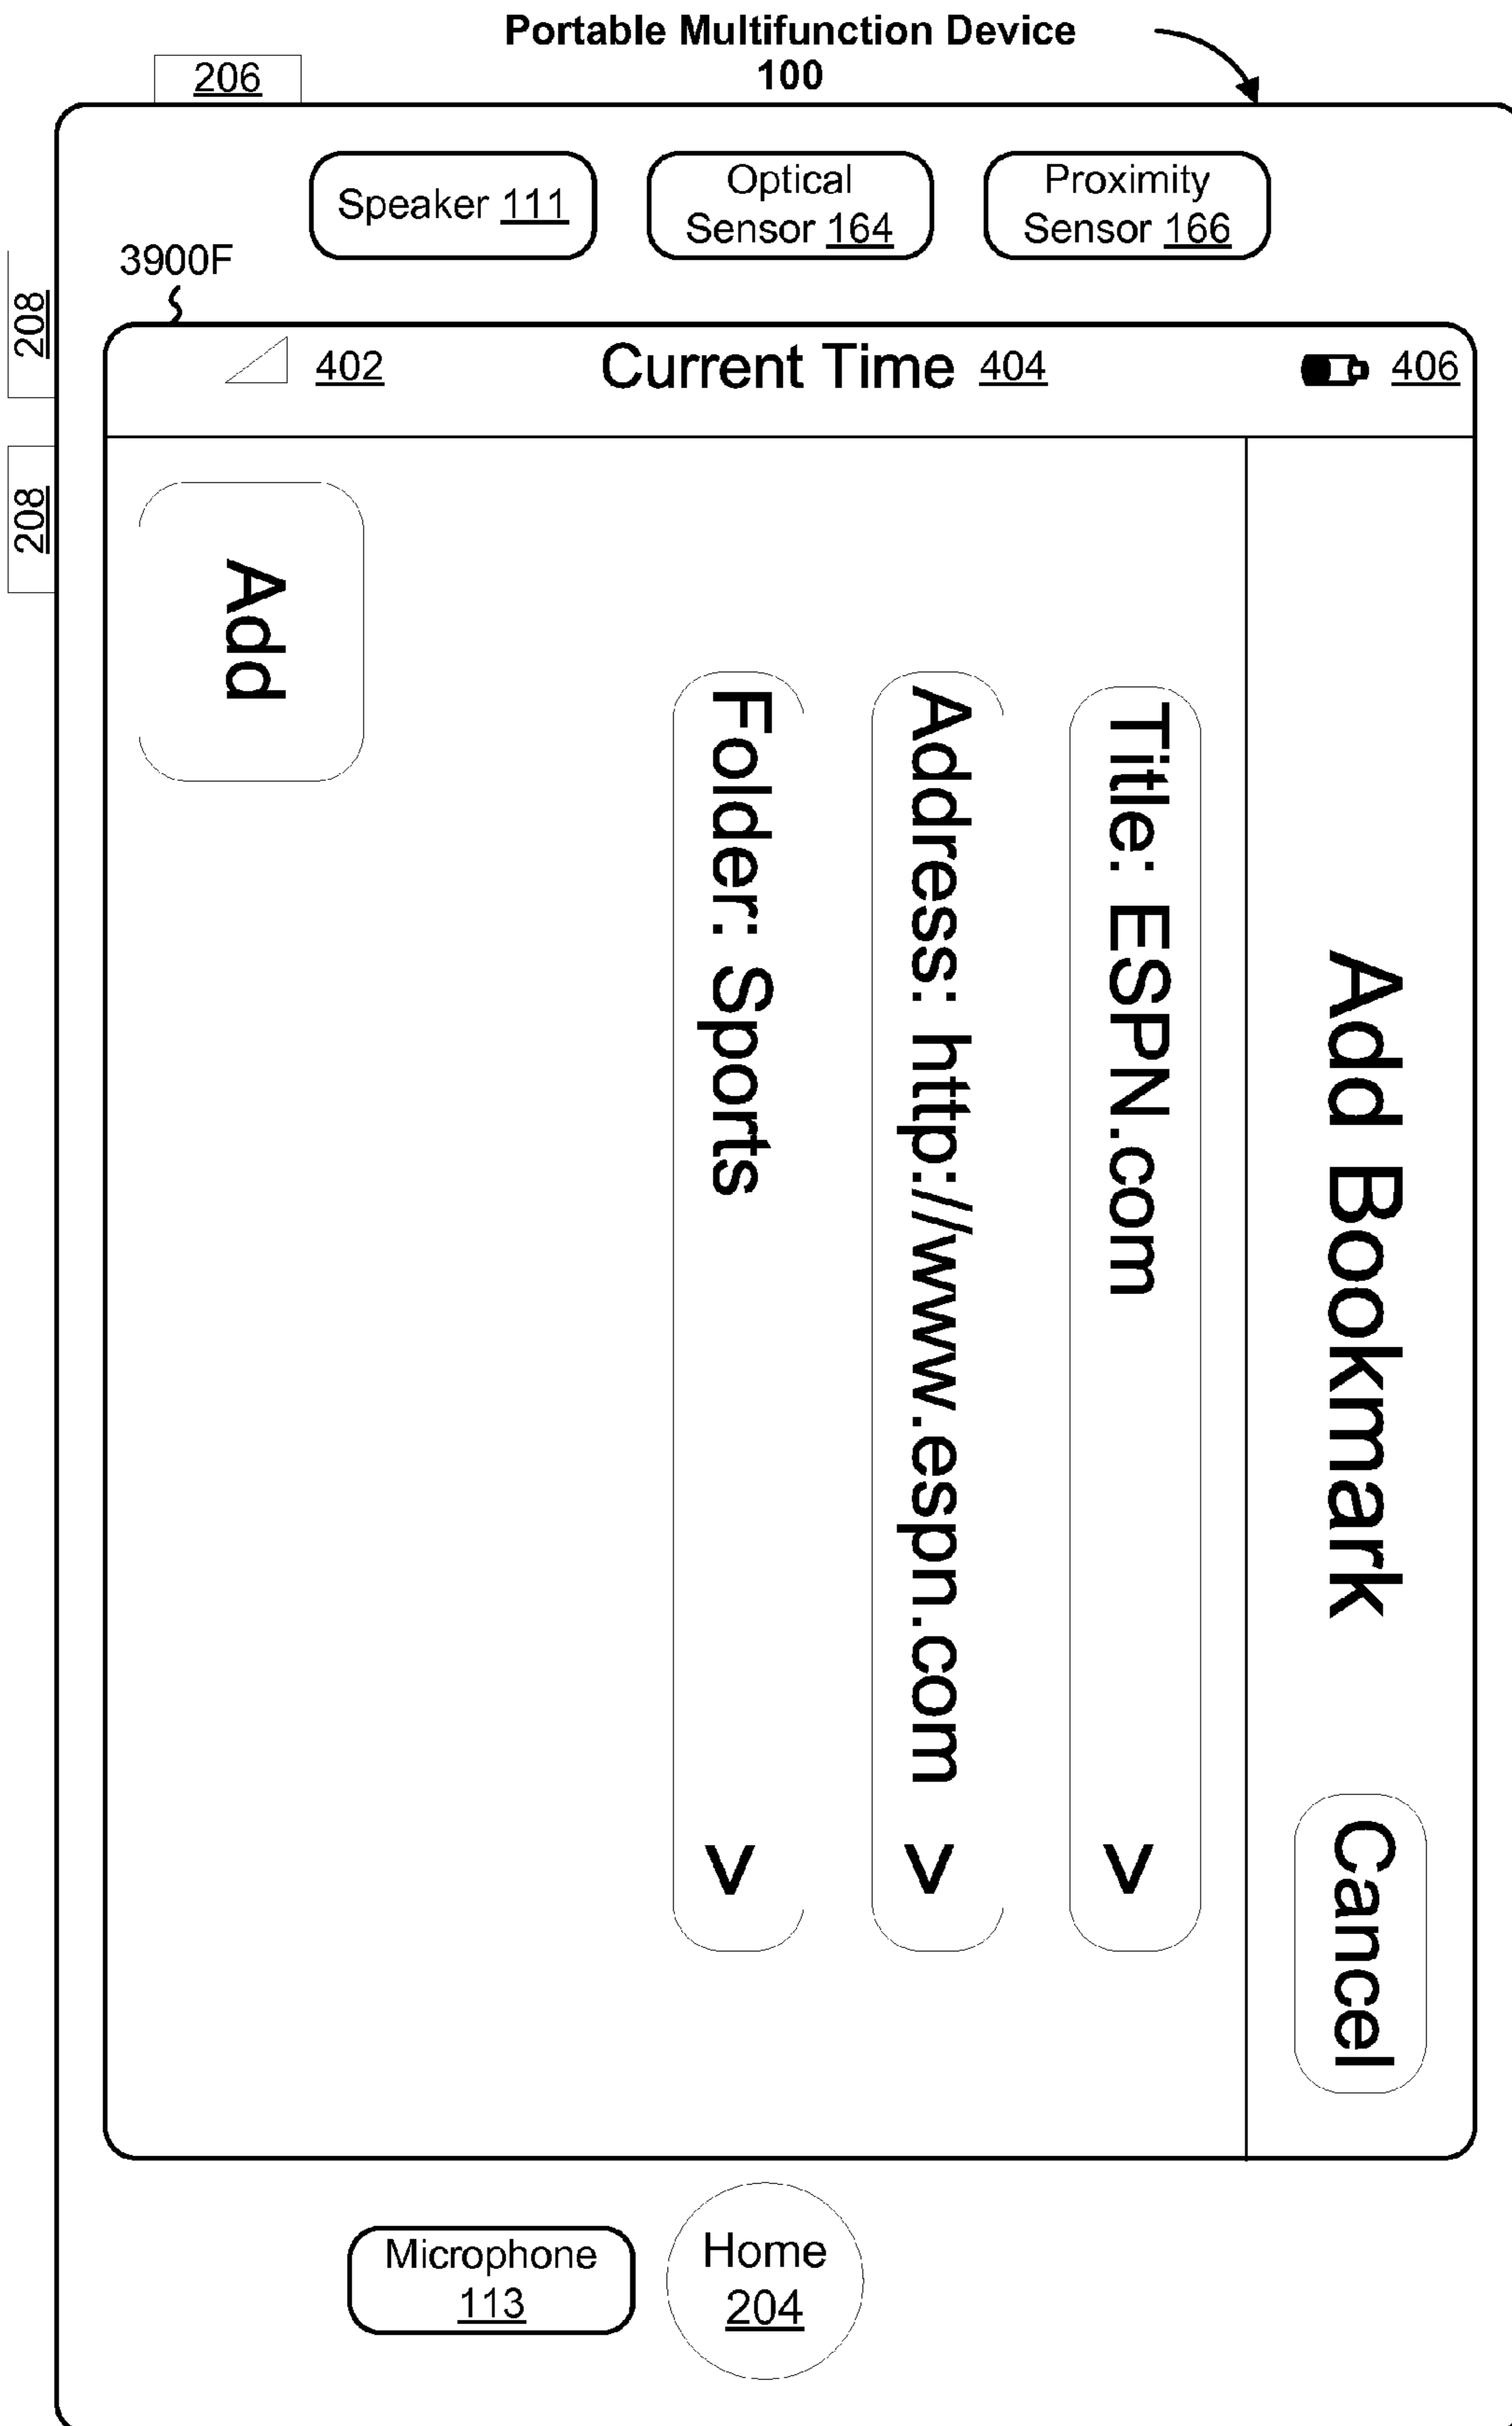 Portable Multifunction Device
100
206
Speaker 111
Optical
Sensor 164
Proximity
Sensor 166
3900F
208
208
402
Current Time 404
406
Add Bookmark
Cancel
Title: ESPN.com >
Address: http://www.espn.com >
Folder: Sports >
Add
Microphone
113
Home
204